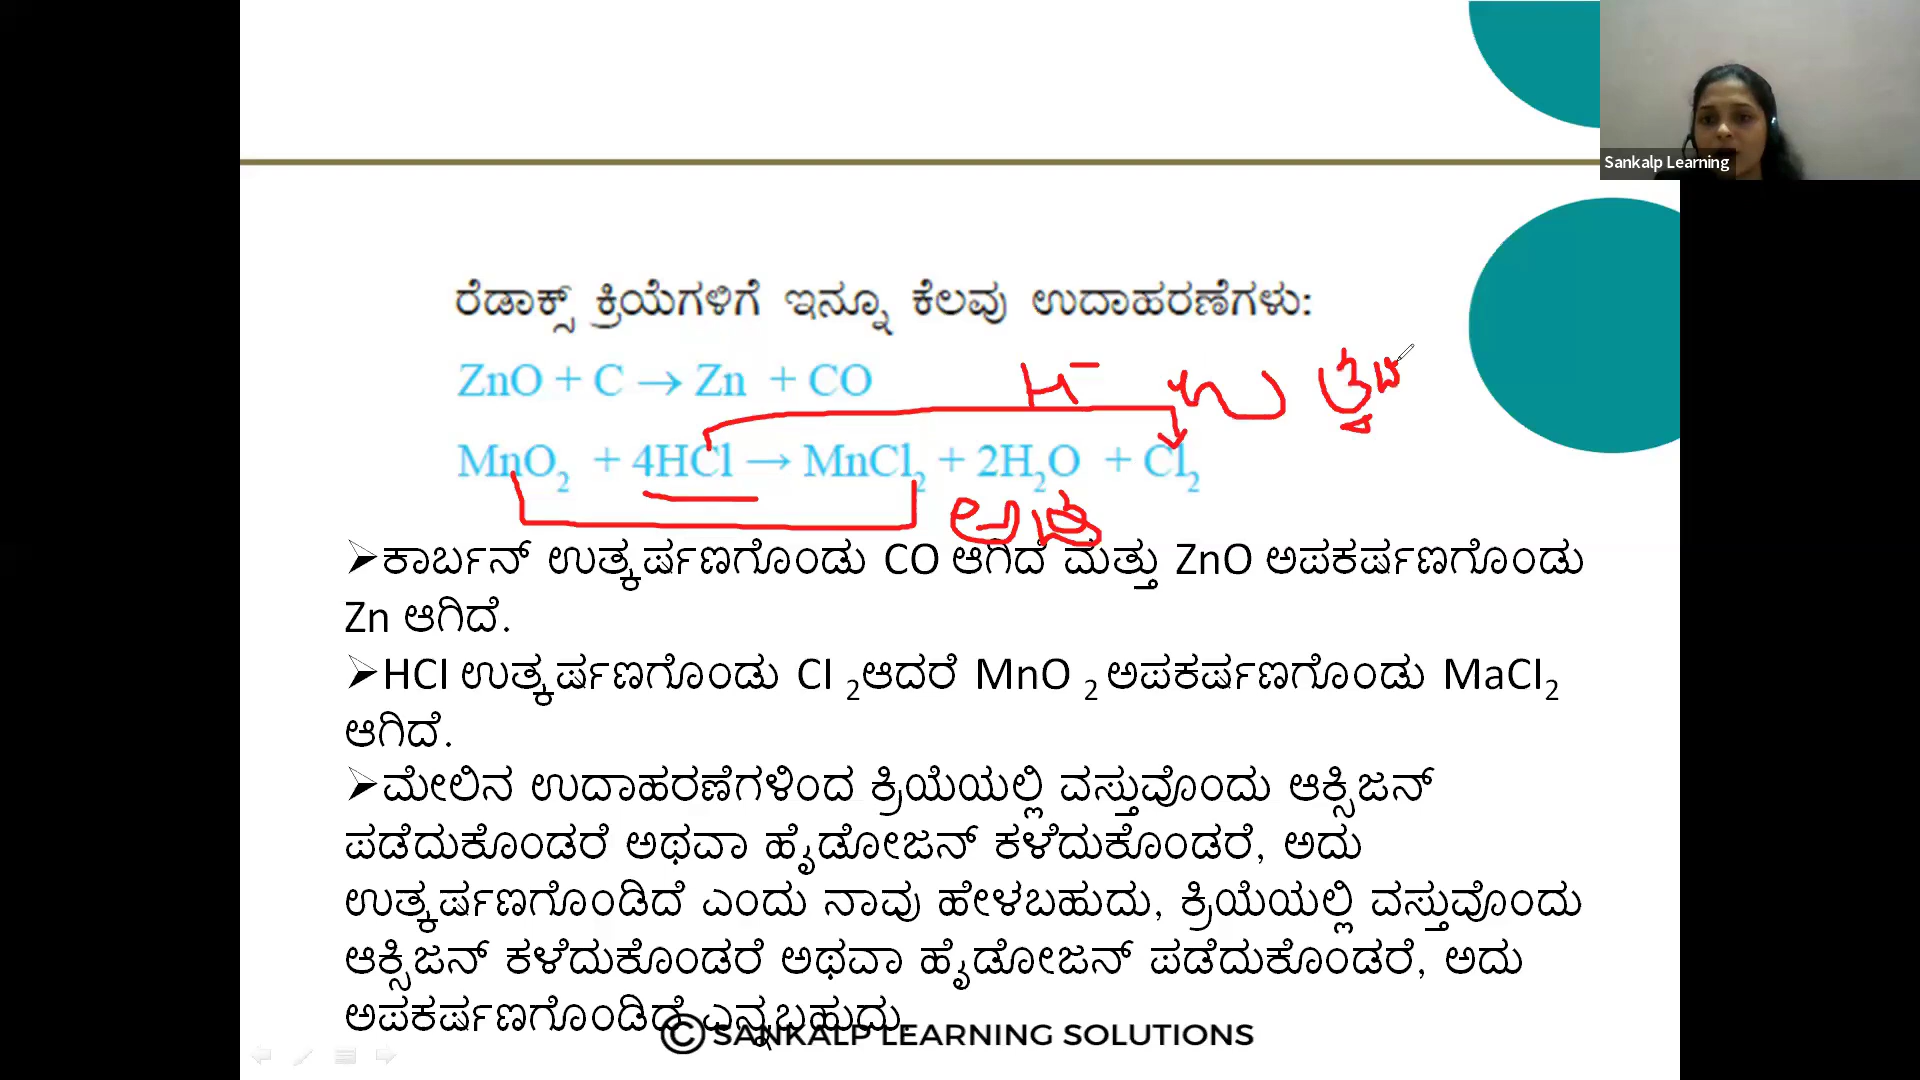 Sankalp Learning
ರೆಡಾಕ್ಸ್ ಕ್ರಿಯೆಗಳಿಗೆ ಇನ್ನೂ ಕೆಲವು ಉದಾಹರಣೆಗಳು:
H⁻
ZnO + C → Zn + CO
MnO₂ + 4HCl → MnCl₂ + 2H₂O + Cl₂
➢ಕಾರ್ಬನ್ ಉತ್ಕರ್ಷಣಗೊಂಡು CO ಆಗಿದೆ ಮತ್ತು ZnO ಅಪಕರ್ಷಣಗೊಂಡು
Zn ಆಗಿದೆ.
➢HCl ಉತ್ಕರ್ಷಣಗೊಂಡು Cl ₂ಆದರೆ MnO ₂ ಅಪಕರ್ಷಣಗೊಂಡು MaCl₂
ಆಗಿದೆ.
➢ಮೇಲಿನ ಉದಾಹರಣೆಗಳಿಂದ ಕ್ರಿಯೆಯಲ್ಲಿ ವಸ್ತುವೊಂದು ಆಕ್ಸಿಜನ್
ಪಡೆದುಕೊಂಡರೆ ಅಥವಾ ಹೈಡೋಜನ್ ಕಳೆದುಕೊಂಡರೆ, ಅದು
ಉತ್ಕರ್ಷಣಗೊಂಡಿದೆ ಎಂದು ನಾವು ಹೇಳಬಹುದು, ಕ್ರಿಯೆಯಲ್ಲಿ ವಸ್ತುವೊಂದು
ಆಕ್ಸಿಜನ್ ಕಳೆದುಕೊಂಡರೆ ಅಥವಾ ಹೈಡೋಜನ್ ಪಡೆದುಕೊಂಡರೆ, ಅದು
ಅಪಕರ್ಷಣಗೊಂಡಿದೆ ಎನ್ನಬಹುದು.
© SANKALP LEARNING SOLUTIONS